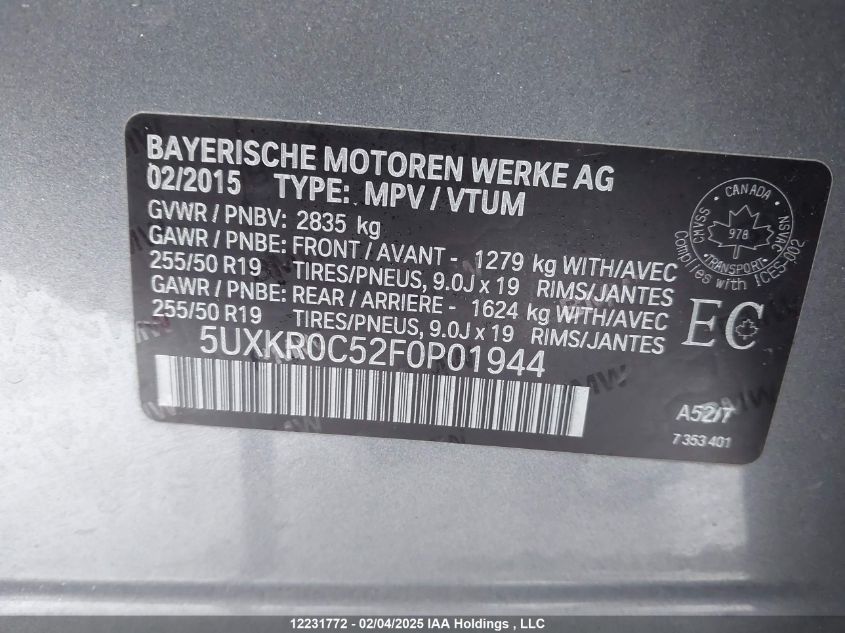 BAYERISCHE MOTOREN WERKE AG
02/2015 TYPE: MPV / VTUM
GVWR / PNBV: 2835 kg
GAWR / PNBE: FRONT / AVANT - 1279 kg WITH/AVEC
255/50 R19 TIRES/PNEUS, 9.0J x 19 RIMS/JANTES
GAWR / PNBE: REAR / ARRIERE - 1624 kg WITH/AVEC
255/50 R19 TIRES/PNEUS, 9.0J x 19 RIMS/JANTES
5UXKR0C52F0P01944
CANADA
CMVSS
NSVAC
978
TRANSPORT
Complies with ICES-002
EC
A52/7
7 353 401
12231772 - 02/04/2025 IAA Holdings , LLC